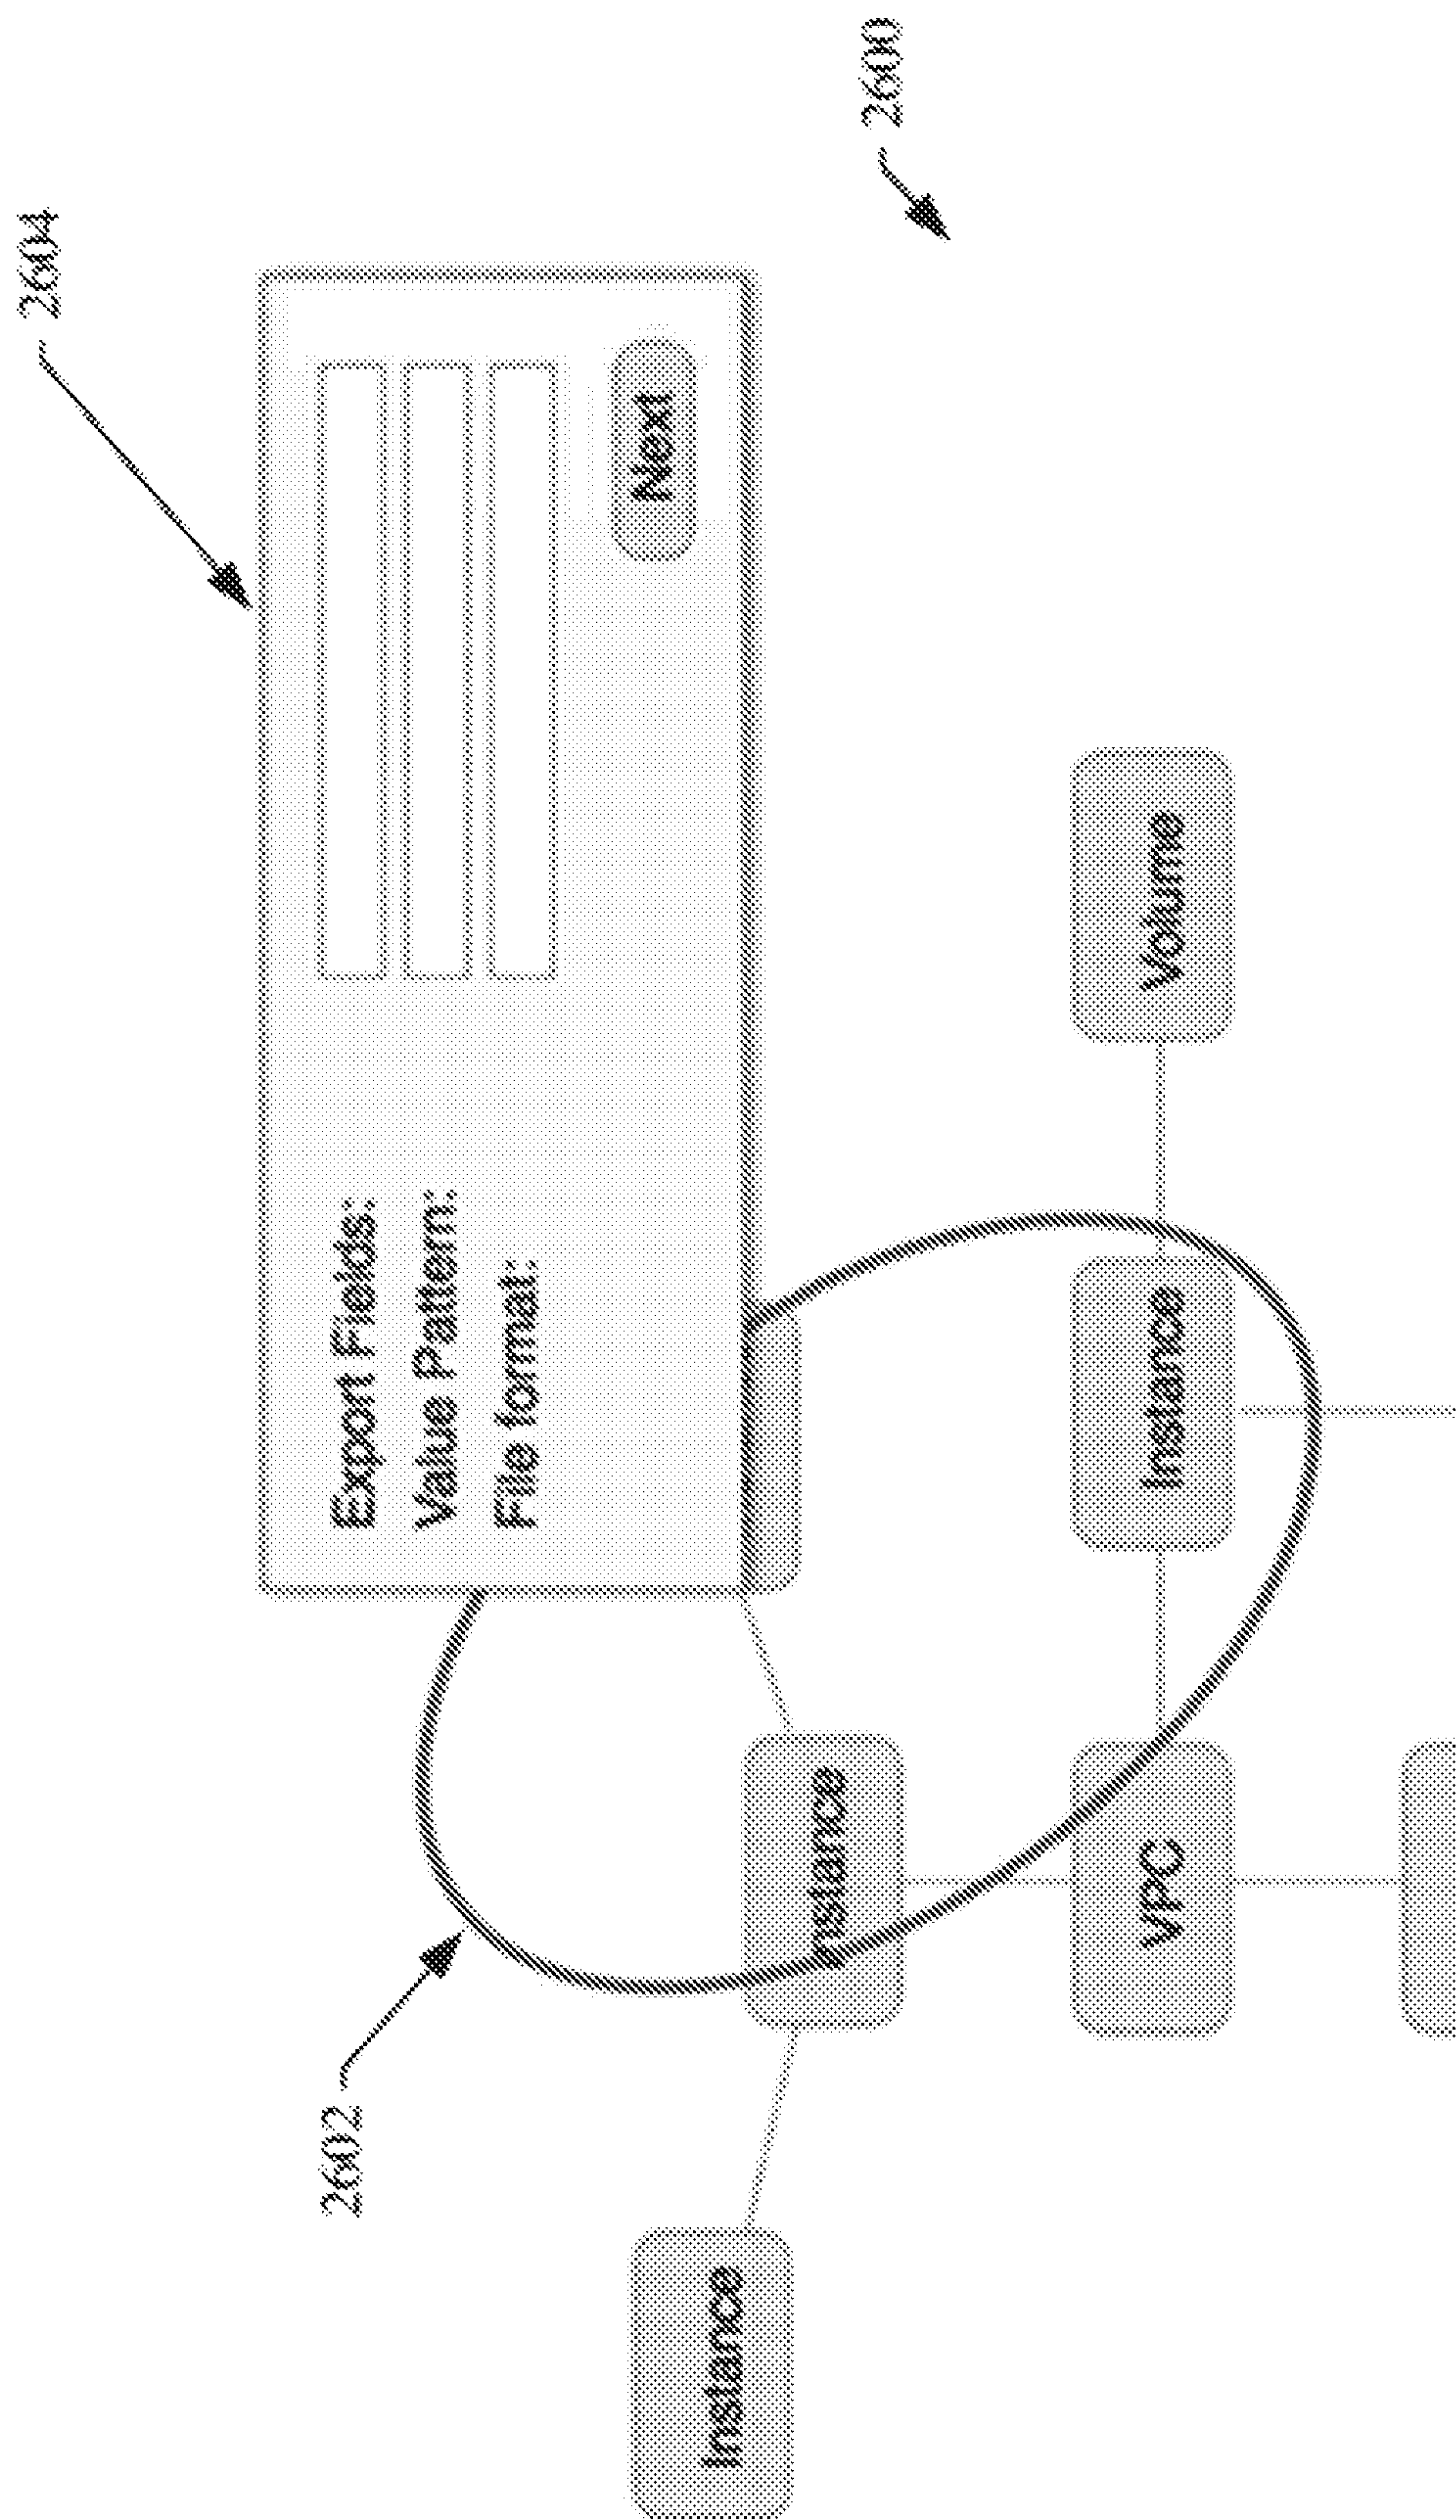 2604
Export Fields:
Value Pattern:
File format:
Next
2602
2600
Instance
Instance
VPC
Instance
Volume